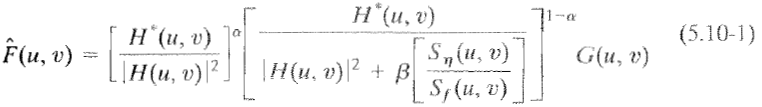 F̂(u, v) = [ H*(u, v) / |H(u, v)|² ]^α [ H*(u, v) / ( |H(u, v)|² + β [ S_η(u, v) / S_f(u, v) ] ) ]^{1−α} G(u, v) (5.10-1)